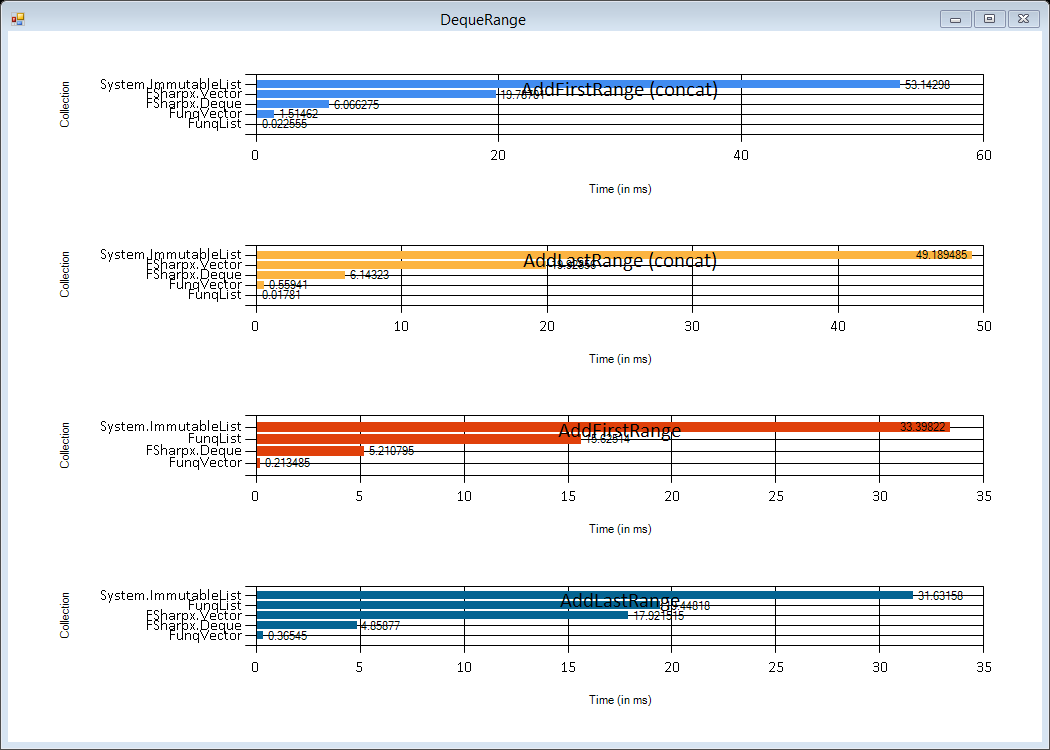 DequeRange
AddFirstRange (concat)
Collection
System.ImmutableList 53.14298
FSharpx.Vector
FSharpx.Deque 6.066275
FunqVector 1.51462
FunqList 0.022555
0 20 40 60
Time (in ms)
AddLastRange (concat)
Collection
System.ImmutableList 49.189485
FSharpx.Vector
FSharpx.Deque 6.14323
FunqVector 0.55941
FunqList 0.01781
0 10 20 30 40 50
Time (in ms)
AddFirstRange
Collection
System.ImmutableList 33.39822
FunqList 15.62514
FSharpx.Deque 5.210795
FunqVector 0.213485
0 5 10 15 20 25 30 35
Time (in ms)
AddLastRange
Collection
System.ImmutableList 31.63158
FunqList
FSharpx.Vector 17.921515
FSharpx.Deque 4.85877
FunqVector 0.36545
0 5 10 15 20 25 30 35
Time (in ms)